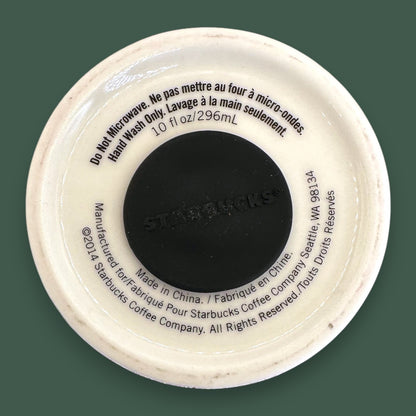 Do Not Microwave. Ne pas mettre au four à micro-ondes.
Hand Wash Only. Lavage à la main seulement.
10 fl oz/296mL
STARBUCKS®
Made in China. / Fabriqué en Chine.
Manufactured for/Fabriqué Pour Starbucks Coffee Company Seattle, WA 98134
©2014 Starbucks Coffee Company. All Rights Reserved./Touts Droits Réservés